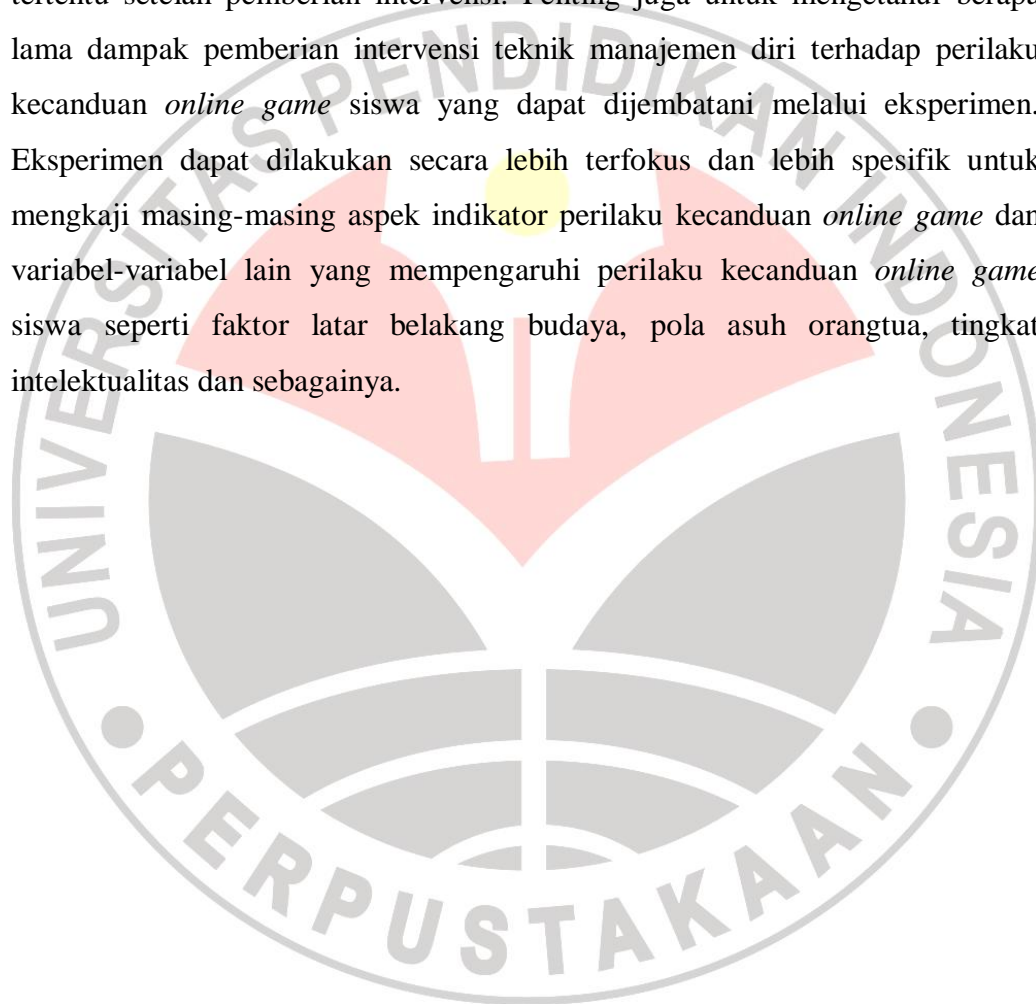 tertentu setelah pemberian intervensi. Penting juga untuk mengetahui berapa
lama dampak pemberian intervensi teknik manajemen diri terhadap perilaku
kecanduan online game siswa yang dapat dijembatani melalui eksperimen.
Eksperimen dapat dilakukan secara lebih terfokus dan lebih spesifik untuk
mengkaji masing-masing aspek indikator perilaku kecanduan online game dan
variabel-variabel lain yang mempengaruhi perilaku kecanduan online game
siswa seperti faktor latar belakang budaya, pola asuh orangtua, tingkat
intelektualitas dan sebagainya.
UNIVERSITAS PENDIDIKAN INDONESIA
PERPUSTAKAAN